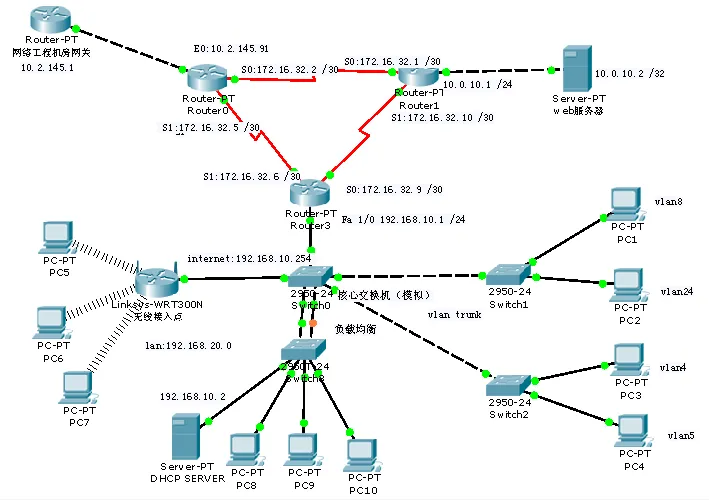 Router-PT
网络工程机房网关
10.2.145.1
E0:10.2.145.91
S0:172.16.32.2 /30
S0:172.16.32.1 /30
Router-PT
Router0
Router-PT
Router1
10.0.10.1 /24
10.0.10.2 /32
Server-PT
web服务器
S1:172.16.32.5 /30
S1:172.16.32.10 /30
S1:172.16.32.6 /30
S0:172.16.32.9 /30
Router-PT
Router3
Fa 1/0 192.168.10.1 /24
vlan8
PC-PT
PC1
PC-PT
PC5
internet:192.168.10.254
Linksys-WRT300N
无线接入点
2950-24
Switch0
核心交换机（模拟）
2950-24
Switch1
vlan24
PC-PT
PC2
vlan trunk
负载均衡
PC-PT
PC6
lan:192.168.20.0
2950-24
Switch3
vlan4
PC-PT
PC3
PC-PT
PC7
192.168.10.2
2950-24
Switch2
vlan5
PC-PT
PC4
Server-PT
DHCP SERVER
PC-PT
PC8
PC-PT
PC9
PC-PT
PC10